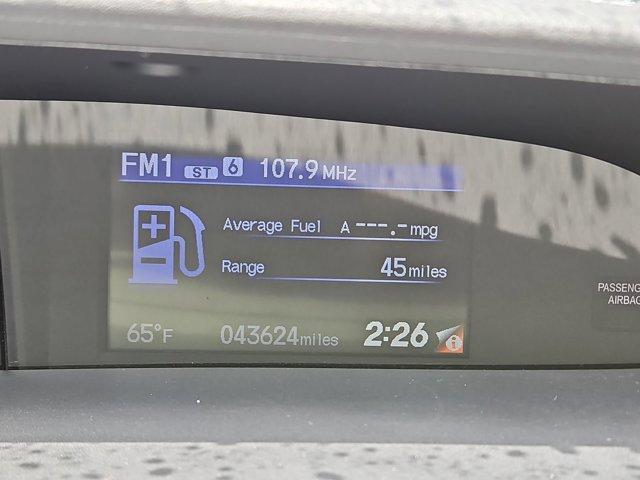 FM1 ST 6 107.9 MHz
Average Fuel A ---.- mpg
Range 45 miles
65°F 043624 miles 2:26 i
PASSENG
AIRBAG